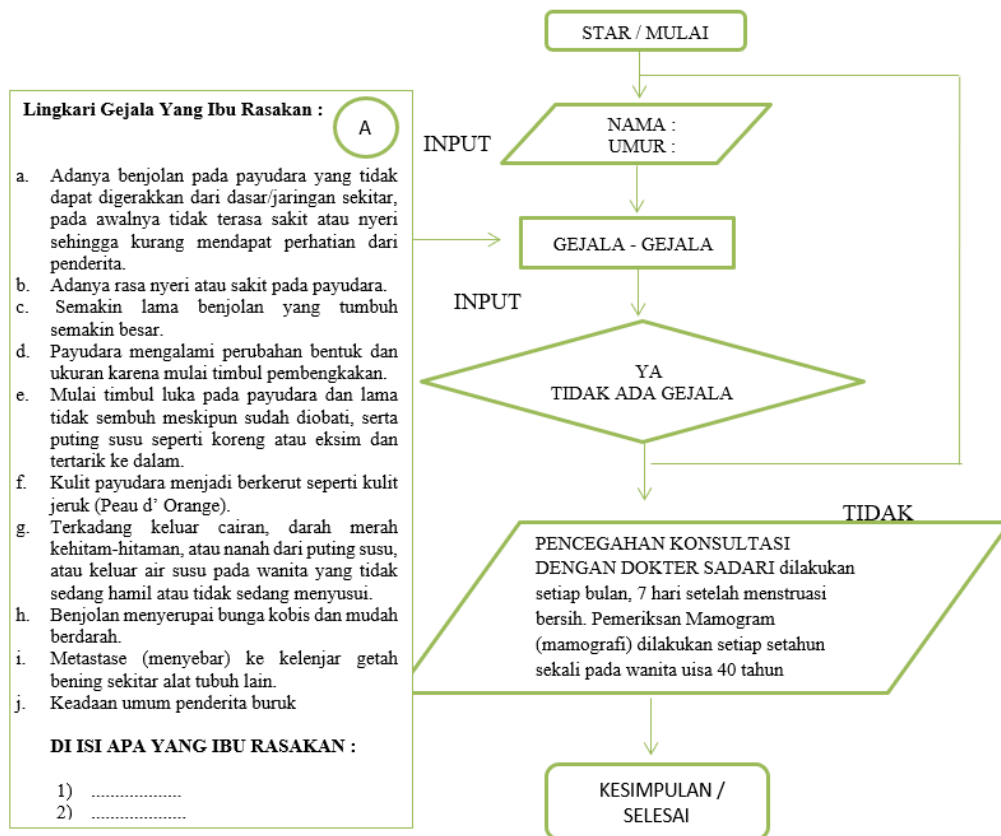 STAR / MULAI
Lingkari Gejala Yang Ibu Rasakan :
A
a. Adanya benjolan pada payudara yang tidak
dapat digerakkan dari dasar/jaringan sekitar,
pada awalnya tidak terasa sakit atau nyeri
sehingga kurang mendapat perhatian dari
penderita.
b. Adanya rasa nyeri atau sakit pada payudara.
c. Semakin lama benjolan yang tumbuh
semakin besar.
d. Payudara mengalami perubahan bentuk dan
ukuran karena mulai timbul pembengkakan.
e. Mulai timbul luka pada payudara dan lama
tidak sembuh meskipun sudah diobati, serta
puting susu seperti koreng atau eksim dan
tertarik ke dalam.
f. Kulit payudara menjadi berkerut seperti kulit
jeruk (Peau d’ Orange).
g. Terkadang keluar cairan, darah merah
kehitam-hitaman, atau nanah dari puting susu,
atau keluar air susu pada wanita yang tidak
sedang hamil atau tidak sedang menyusui.
h. Benjolan menyerupai bunga kobis dan mudah
berdarah.
i. Metastase (menyebar) ke kelenjar getah
bening sekitar alat tubuh lain.
j. Keadaan umum penderita buruk
DI ISI APA YANG IBU RASAKAN :
1) ...................
2) ....................
INPUT
NAMA :
UMUR :
GEJALA - GEJALA
INPUT
YA
TIDAK ADA GEJALA
TIDAK
PENCEGAHAN KONSULTASI
DENGAN DOKTER SADARI dilakukan
setiap bulan, 7 hari setelah menstruasi
bersih. Pemeriksan Mamogram
(mamografi) dilakukan setiap setahun
sekali pada wanita uisa 40 tahun
KESIMPULAN /
SELESAI